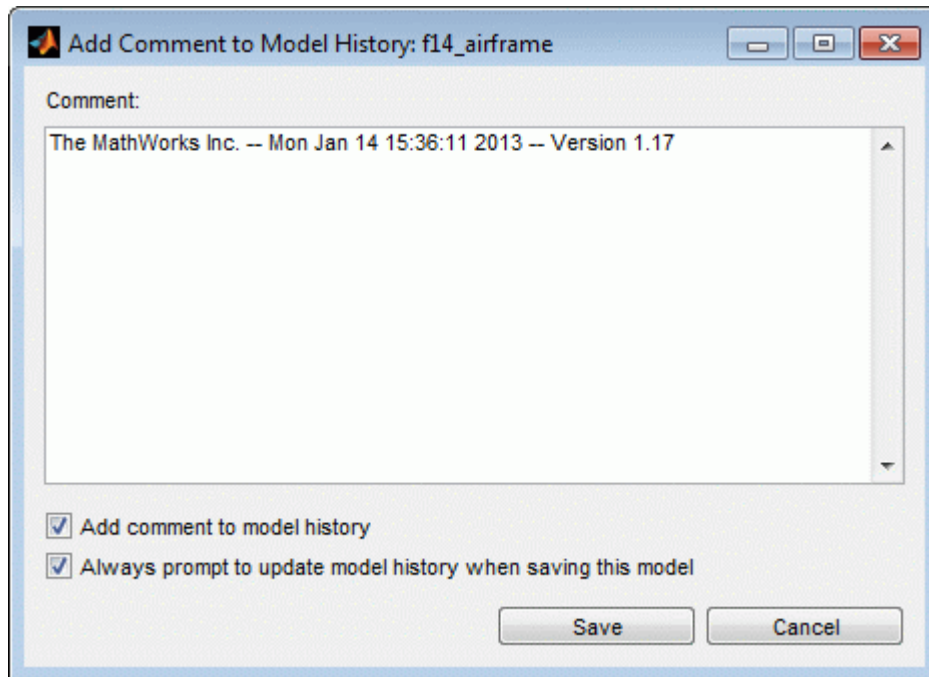 Add Comment to Model History: f14_airframe
Comment:
The MathWorks Inc. -- Mon Jan 14 15:36:11 2013 -- Version 1.17
Add comment to model history
Always prompt to update model history when saving this model
Save Cancel